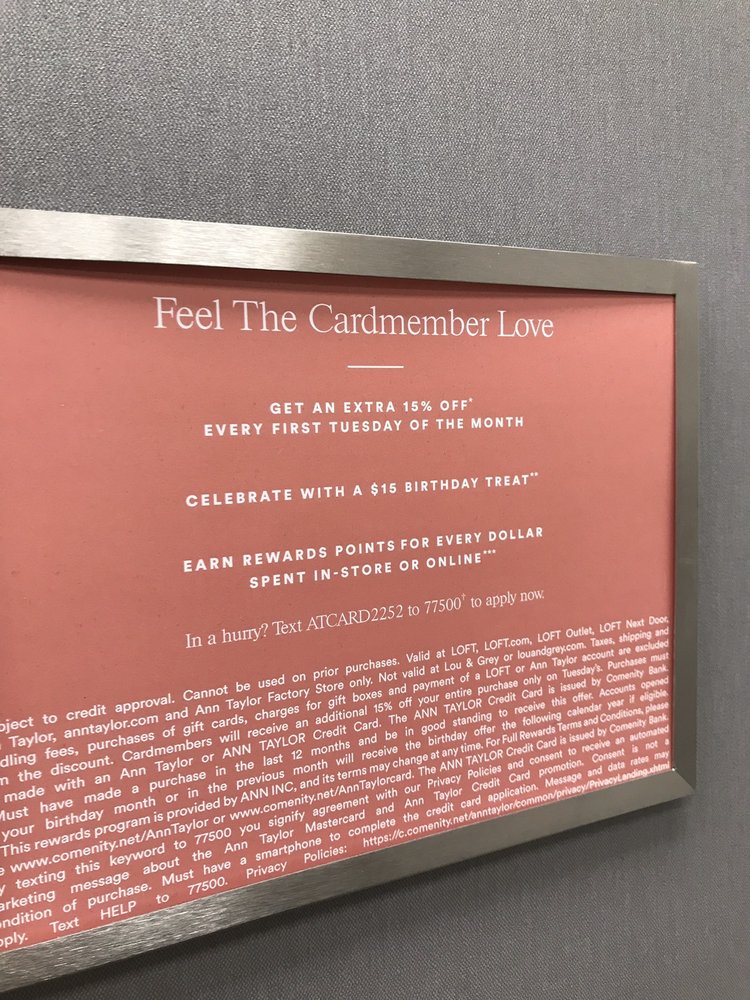 Feel The Cardmember Love
GET AN EXTRA 15% OFF*
EVERY FIRST TUESDAY OF THE MONTH
CELEBRATE WITH A $15 BIRTHDAY TREAT**
EARN REWARDS POINTS FOR EVERY DOLLAR
SPENT IN-STORE OR ONLINE***
In a hurry? Text ATCARD2252 to 77500† to apply now.
bject to credit approval. Cannot be used on prior purchases. Valid at LOFT, LOFT.com, LOFT Outlet, LOFT Next Door,
Taylor, anntaylor.com and Ann Taylor Factory Store only. Not valid at Lou & Grey or louandgrey.com. Taxes, shipping and
dling fees, purchases of gift cards, charges for gift boxes and payment of a LOFT or Ann Taylor account are excluded
m the discount. Cardmembers will receive an additional 15% off your entire purchase only on Tuesday's. Purchases must
made with an Ann Taylor or ANN TAYLOR Credit Card. The ANN TAYLOR Credit Card is issued by Comenity Bank.
Must have made a purchase in the last 12 months and be in good standing to receive this offer. Accounts opened
your birthday month or in the previous month will receive the birthday offer the following calendar year if eligible.
This rewards program is provided by ANN INC, and its terms may change at any time. For Full Rewards Terms and Conditions, please
e www.comenity.net/AnnTaylor or www.comenity.net/AnnTaylorcard. The ANN TAYLOR Credit Card is issued by Comenity Bank.
y texting this keyword to 77500 you signify agreement with our Privacy Policies and consent to receive an automated
arketing message about the Ann Taylor Mastercard and Ann Taylor Credit Card promotion. Consent is not a
ondition of purchase. Must have a smartphone to complete the credit card application. Message and data rates may
pply. Text HELP to 77500. Privacy Policies: https://c.comenity.net/anntaylor/common/privacy/PrivacyLanding.xhtml